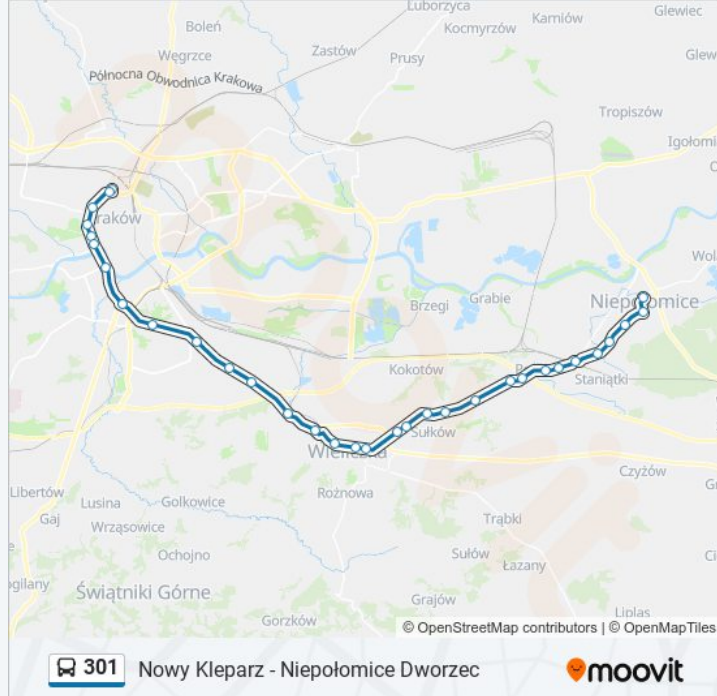 Luborzyca
Glewiec
Boleń
Kocmyrzów
Karniów
Zastów
Węgrzce
Prusy
Północna Obwodnica Krakowa
Tropiszów
Igołomi
Kraków
Niepołomice
Brzegi
Grabie
Kokotów
Staniątki
Sułków
Wieliczka
Czyżów
Rożnowa
Libertów
Lusina
Golkowice
Gaj
Wrząsowice
Trąbki
Ochojno
Sułów
Łazany
Świątniki Górne
Grajów
Gorzków
Liplas
© OpenStreetMap contributors | © OpenMapTiles
301 Nowy Kleparz - Niepołomice Dworzec moovit